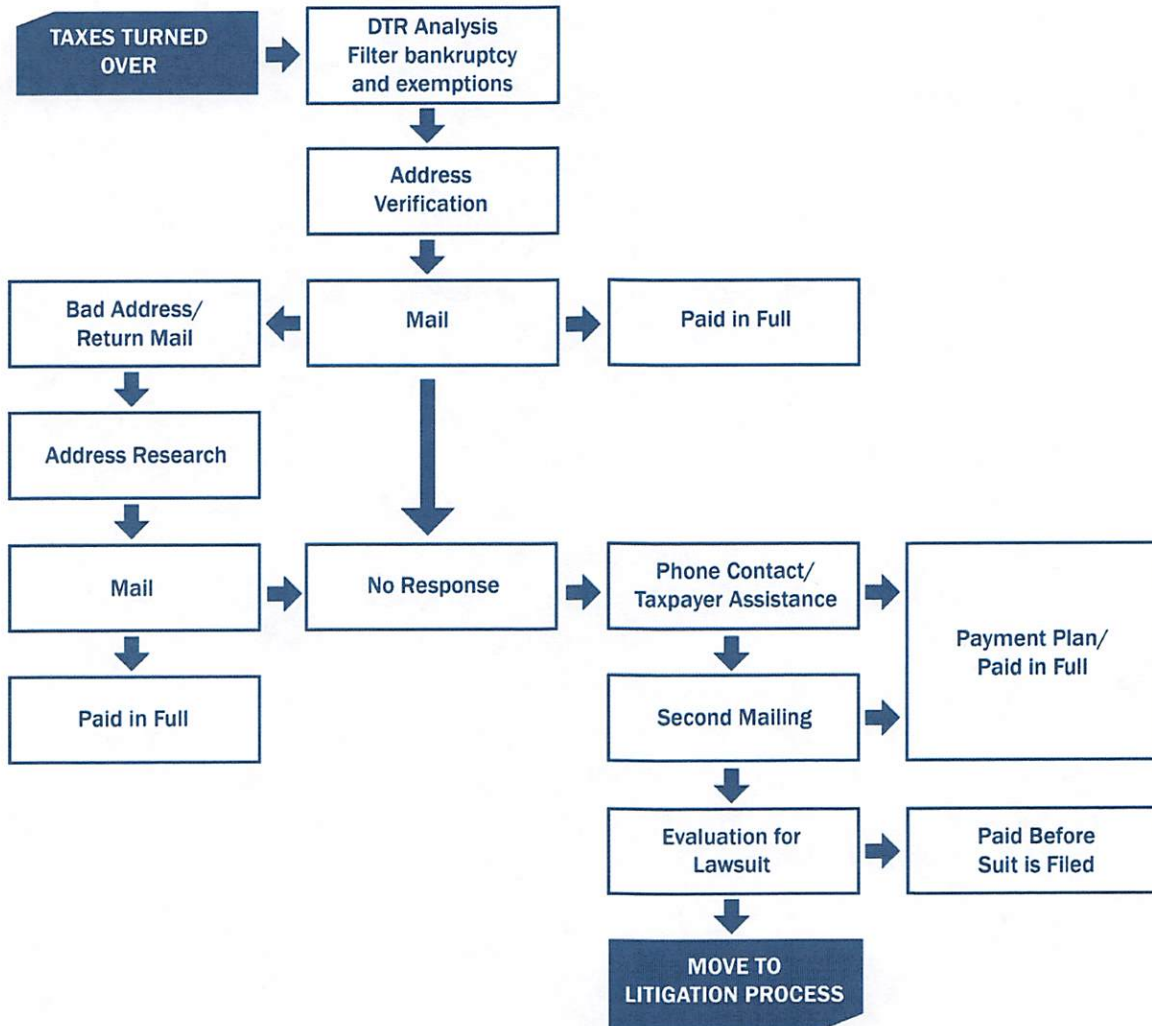 TAXES TURNED
OVER
DTR Analysis
Filter bankruptcy
and exemptions
Address
Verification
Bad Address/
Return Mail
Mail
Paid in Full
Address Research
Mail
No Response
Phone Contact/
Taxpayer Assistance
Payment Plan/
Paid in Full
Paid in Full
Second Mailing
Evaluation for
Lawsuit
Paid Before
Suit is Filed
MOVE TO
LITIGATION PROCESS